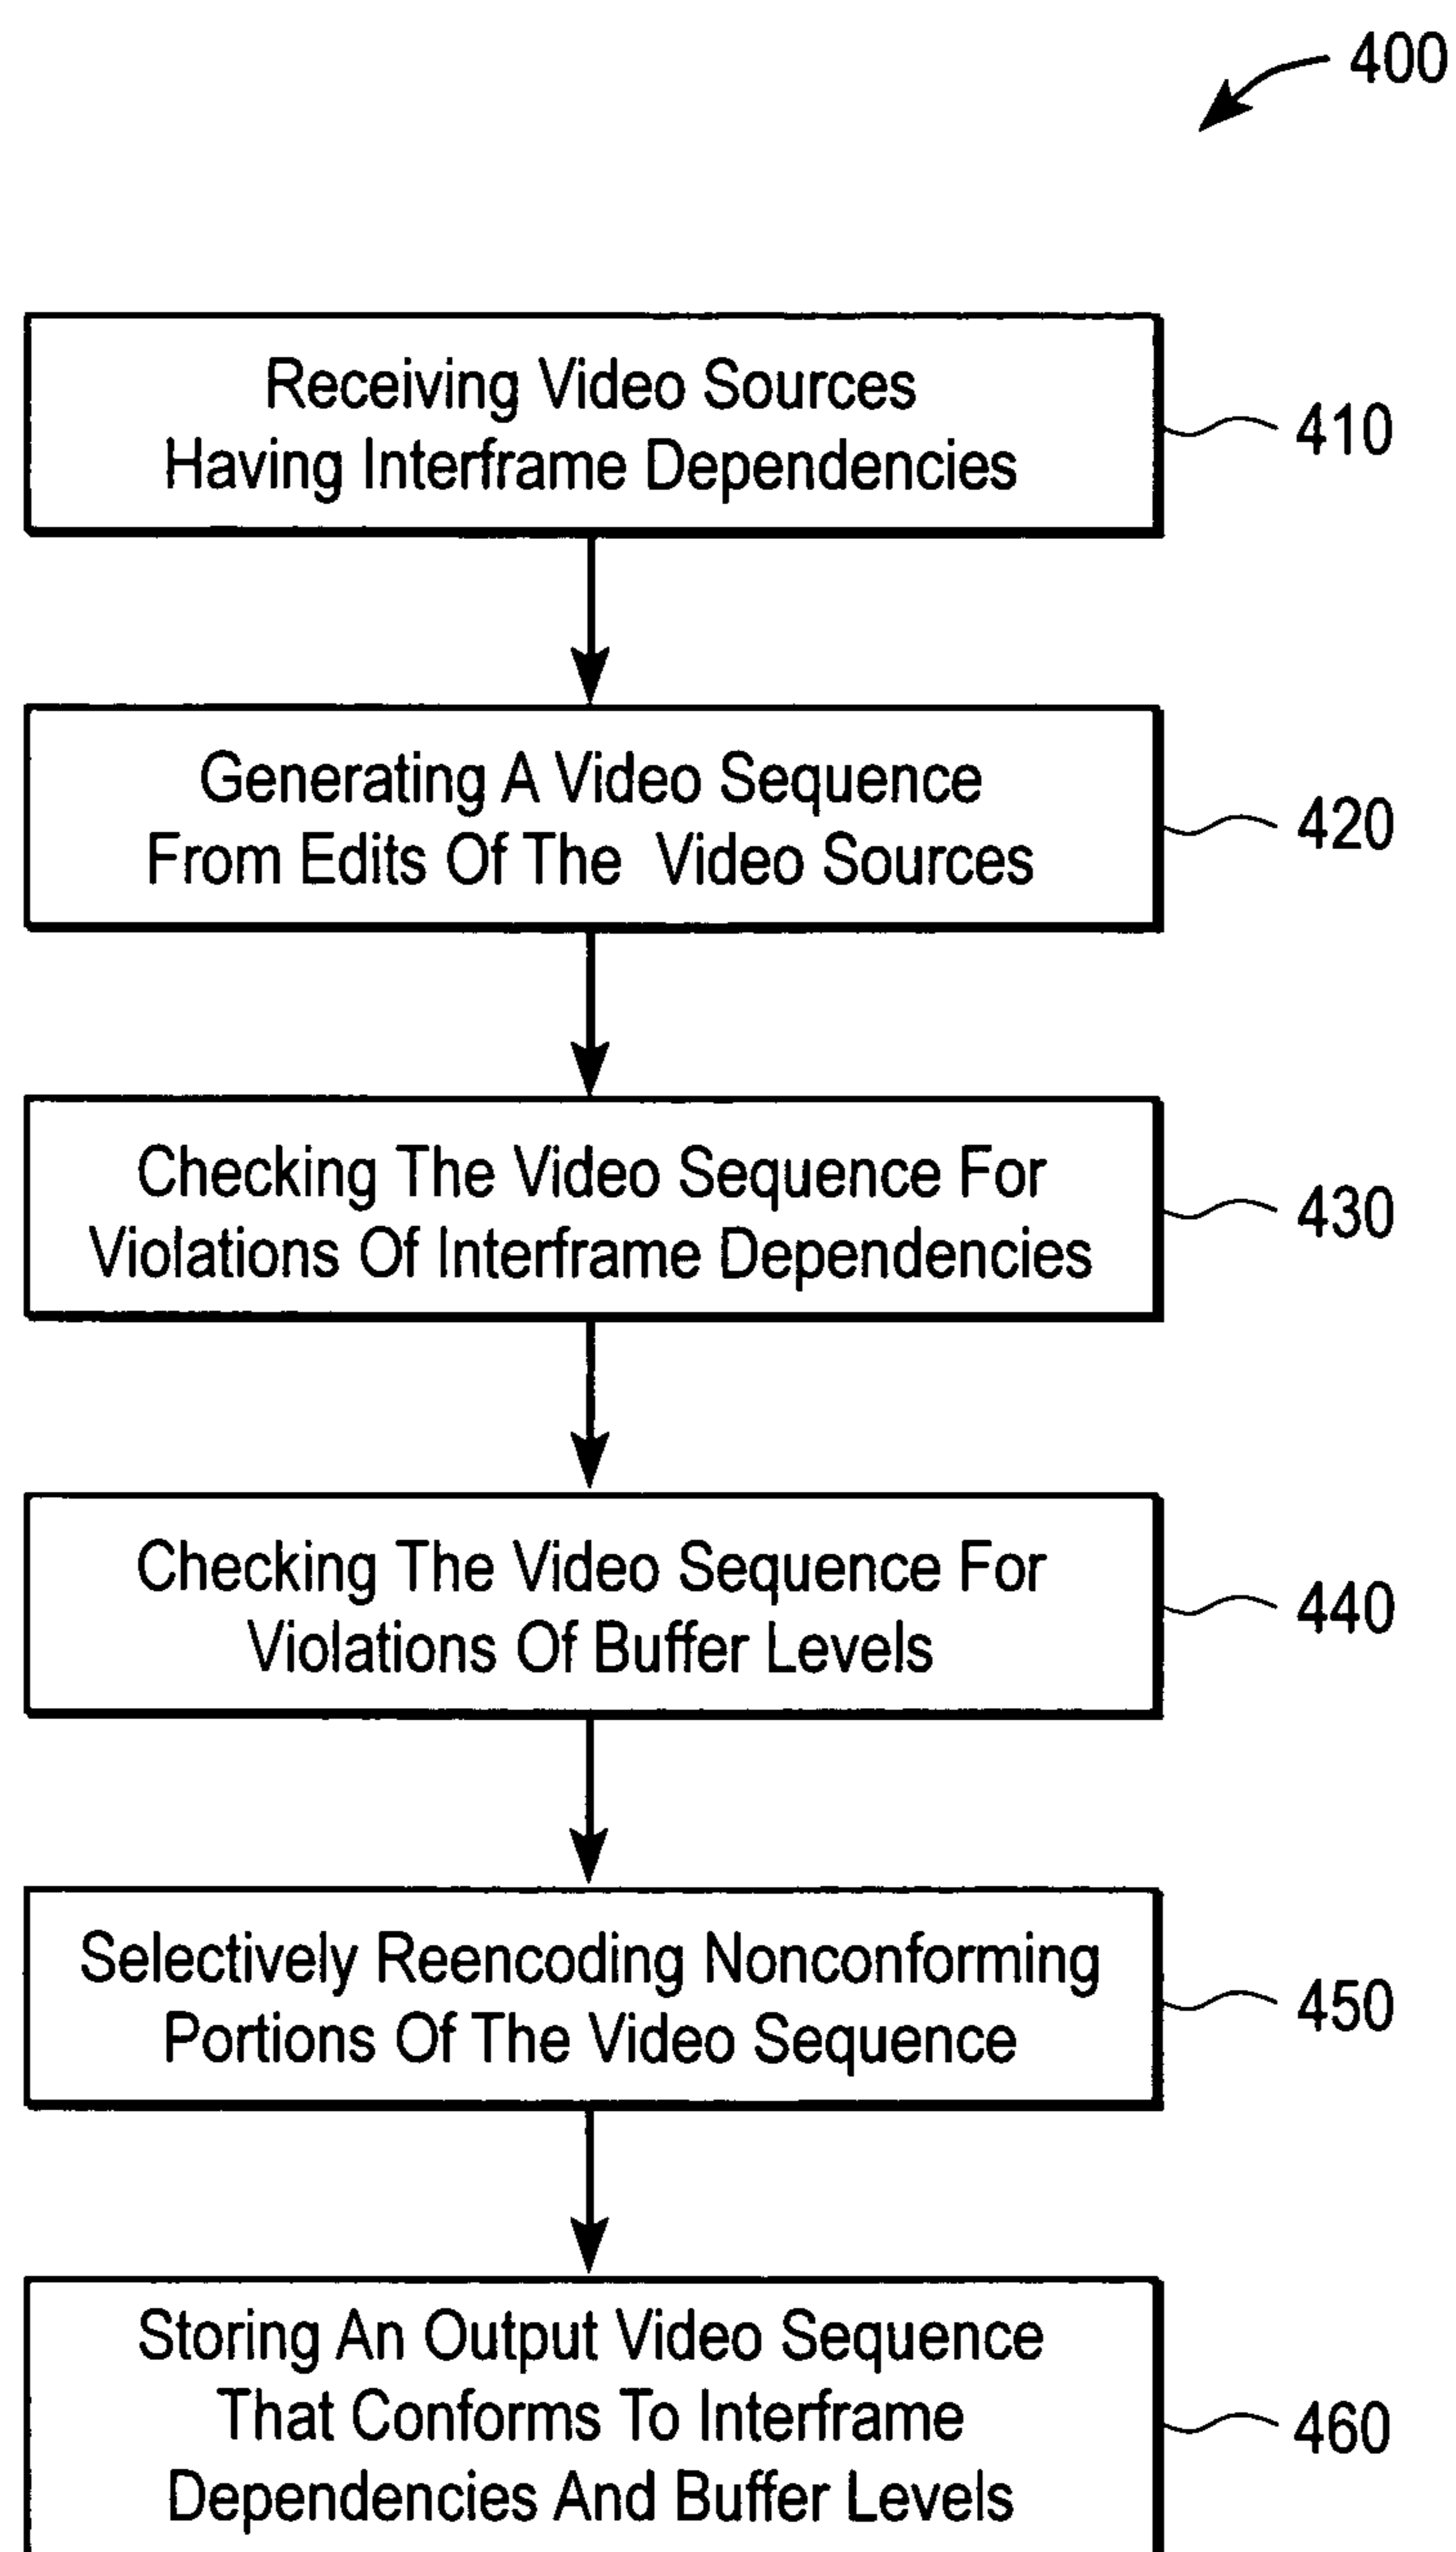 400
Receiving Video Sources
Having Interframe Dependencies
410
Generating A Video Sequence
From Edits Of The Video Sources
420
Checking The Video Sequence For
Violations Of Interframe Dependencies
430
Checking The Video Sequence For
Violations Of Buffer Levels
440
Selectively Reencoding Nonconforming
Portions Of The Video Sequence
450
Storing An Output Video Sequence
That Conforms To Interframe
Dependencies And Buffer Levels
460